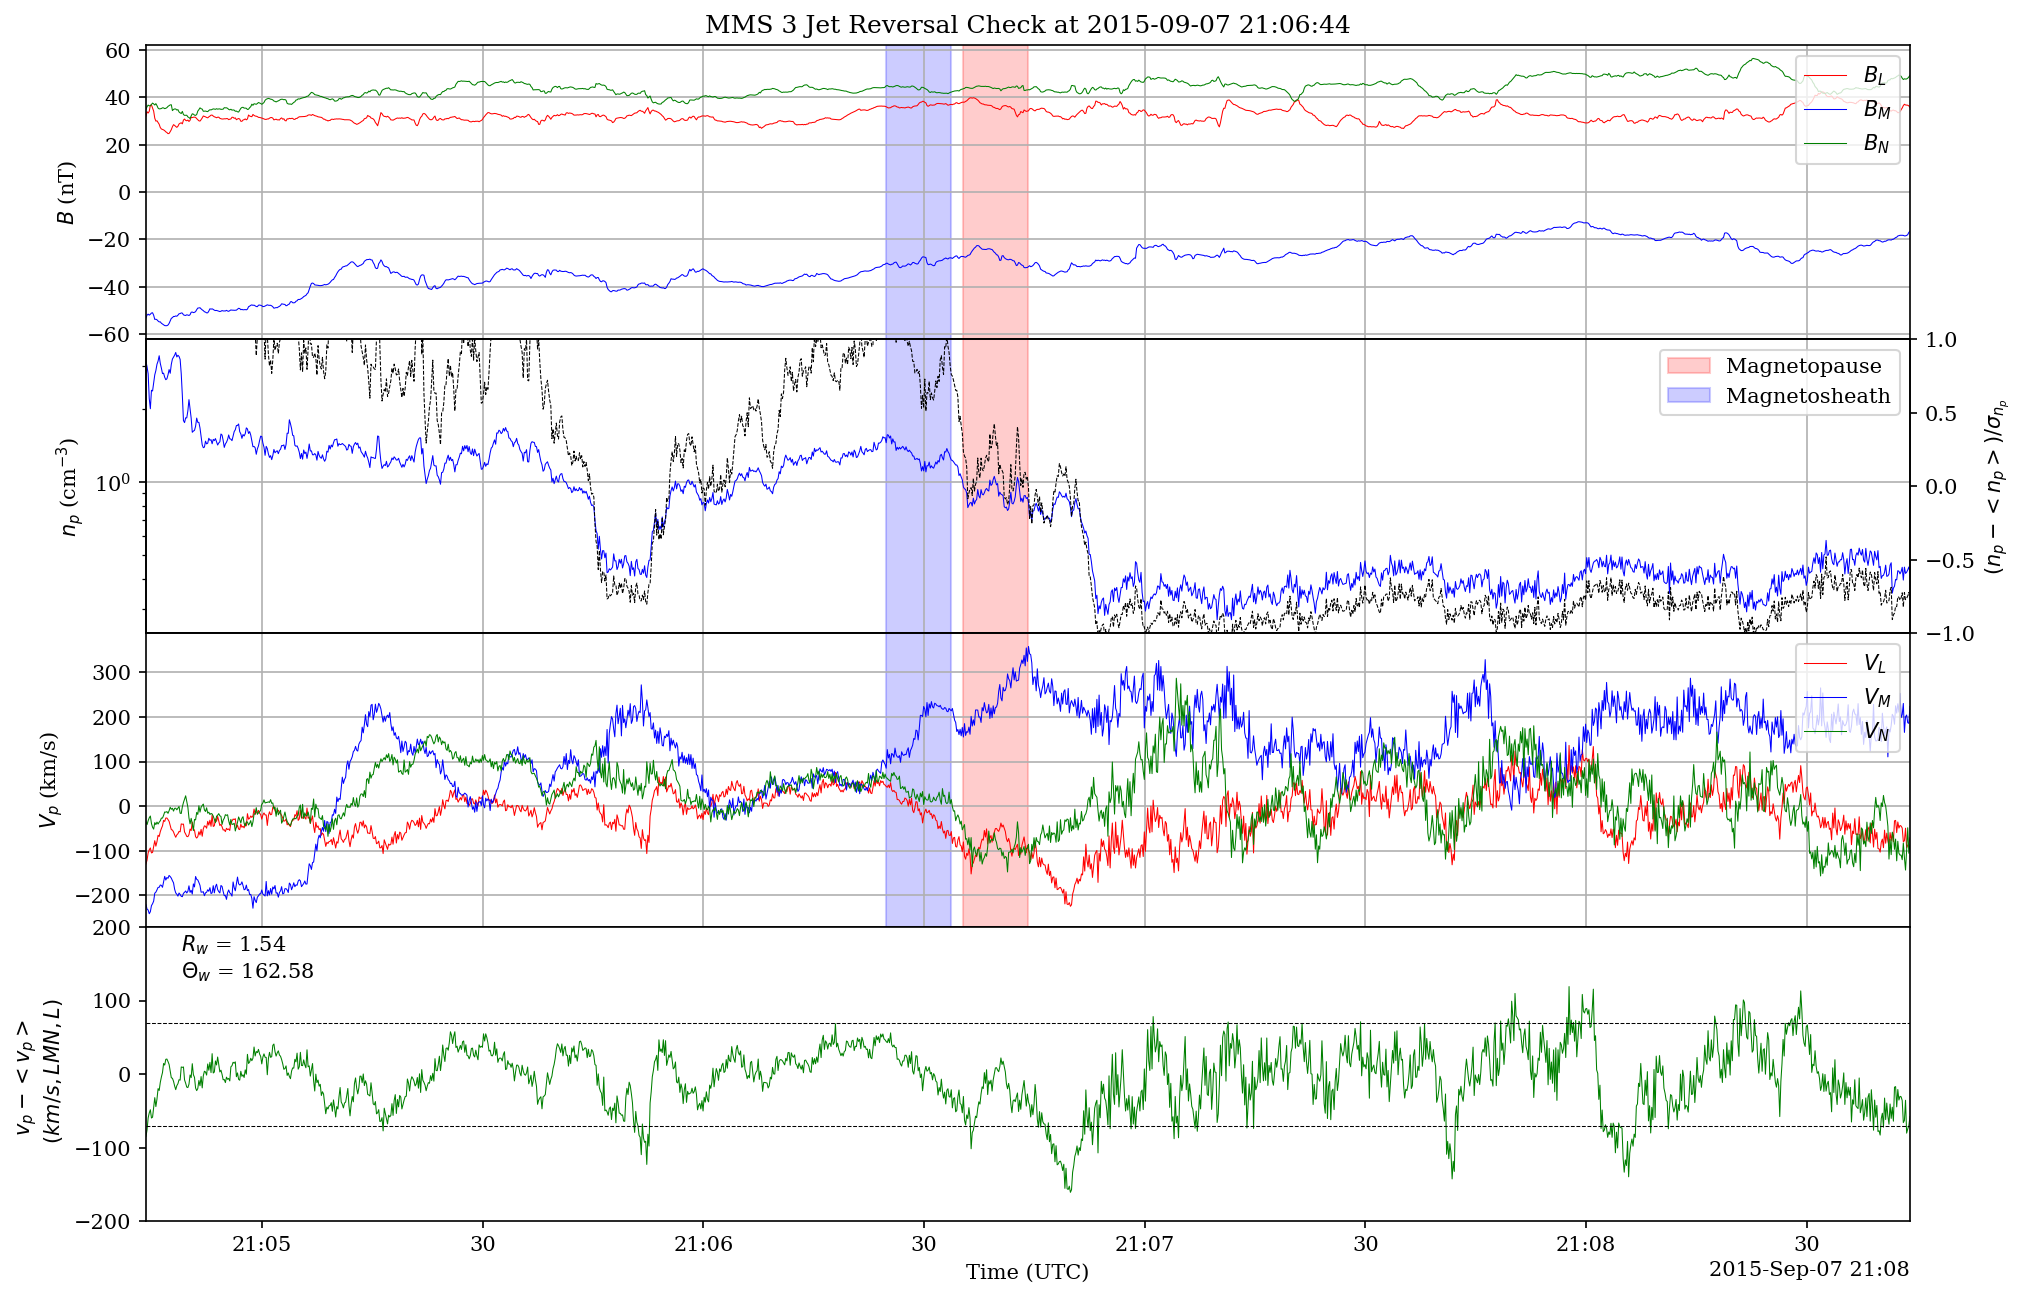 MMS 3 Jet Reversal Check at 2015-09-07 21:06:44
60
40
20
0
−20
−40
−60
B (nT)
B_L
B_M
B_N
10^0
n_p (cm^{−3})
Magnetopause
Magnetosheath
1.0
0.5
0.0
−0.5
−1.0
(n_p − <n_p>)/σ_{n_p}
300
200
100
0
−100
−200
V_p (km/s)
V_L
V_M
V_N
200
100
0
−100
−200
v_p − <v_p>
(km/s, LMN, L)
R_w = 1.54
Θ_w = 162.58
21:05 30 21:06 30 21:07 30 21:08 30
Time (UTC)
2015-Sep-07 21:08